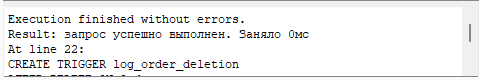 Execution finished without errors.
Result: запрос успешно выполнен. Заняло 0мс
At line 22:
CREATE TRIGGER log_order_deletion